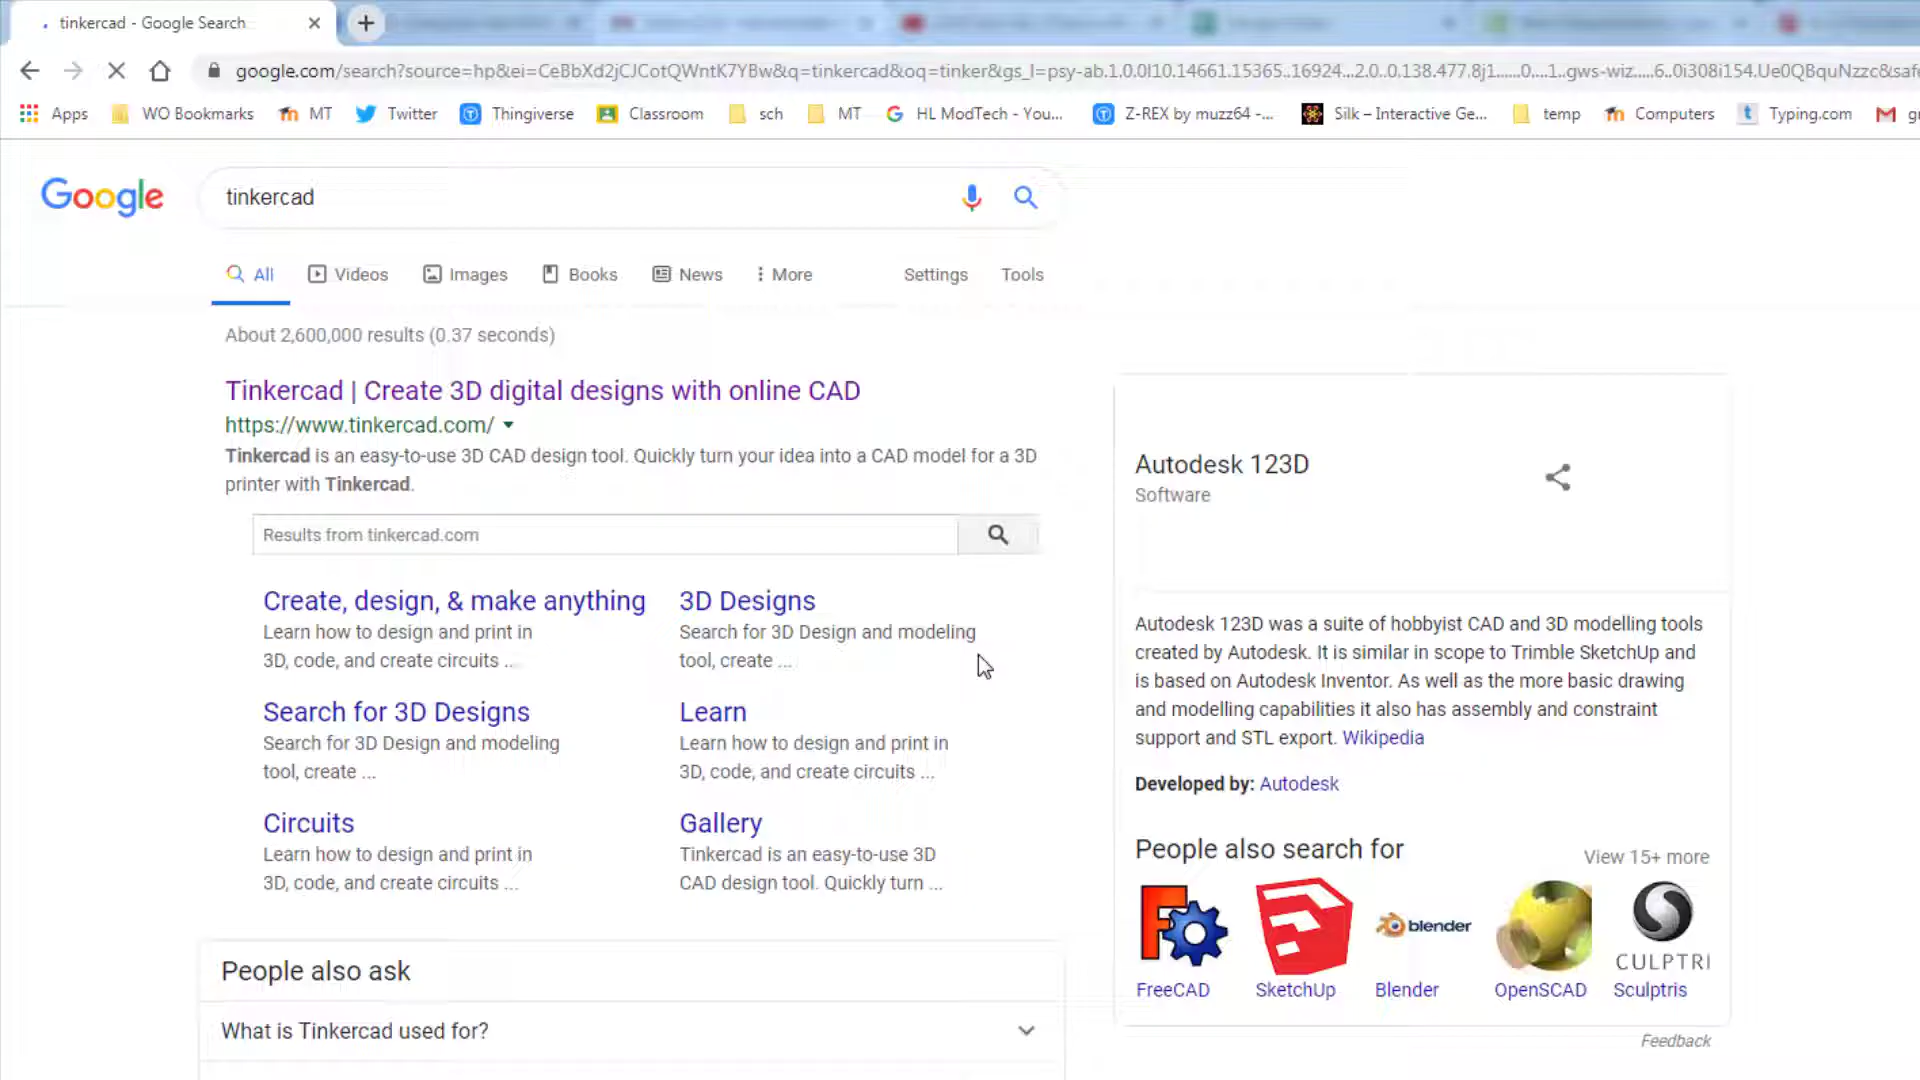 tinkercad - Google Search
google.com/search?source=hp&ei=CeBbXd2jCJCotQWntK7YBw&q=tinkercad&oq=tinker&gs_l=psy-ab.1.0.0l10.14661.15365..16924...2.0..0.138.477.8j1......0....1..gws-wiz.....6..0i308i154.Ue0QBquNzzc&saf
Apps WO Bookmarks MT Twitter Thingiverse Classroom sch MT HL ModTech - You... Z-REX by muzz64 -... Silk – Interactive Ge... temp Computers Typing.com
Google
tinkercad
All Videos Images Books News More Settings Tools
About 2,600,000 results (0.37 seconds)
Tinkercad | Create 3D digital designs with online CAD
https://www.tinkercad.com/
Tinkercad is an easy-to-use 3D CAD design tool. Quickly turn your idea into a CAD model for a 3D
printer with Tinkercad.
Results from tinkercad.com
Create, design, & make anything
Learn how to design and print in
3D, code, and create circuits ...
3D Designs
Search for 3D Design and modeling
tool, create ...
Search for 3D Designs
Search for 3D Design and modeling
tool, create ...
Learn
Learn how to design and print in
3D, code, and create circuits ...
Circuits
Learn how to design and print in
3D, code, and create circuits ...
Gallery
Tinkercad is an easy-to-use 3D
CAD design tool. Quickly turn ...
People also ask
What is Tinkercad used for?
Autodesk 123D
Software
Autodesk 123D was a suite of hobbyist CAD and 3D modelling tools
created by Autodesk. It is similar in scope to Trimble SketchUp and
is based on Autodesk Inventor. As well as the more basic drawing
and modelling capabilities it also has assembly and constraint
support and STL export. Wikipedia
Developed by: Autodesk
People also search for
View 15+ more
blender
CULPTRI
FreeCAD SketchUp Blender OpenSCAD Sculptris
Feedback